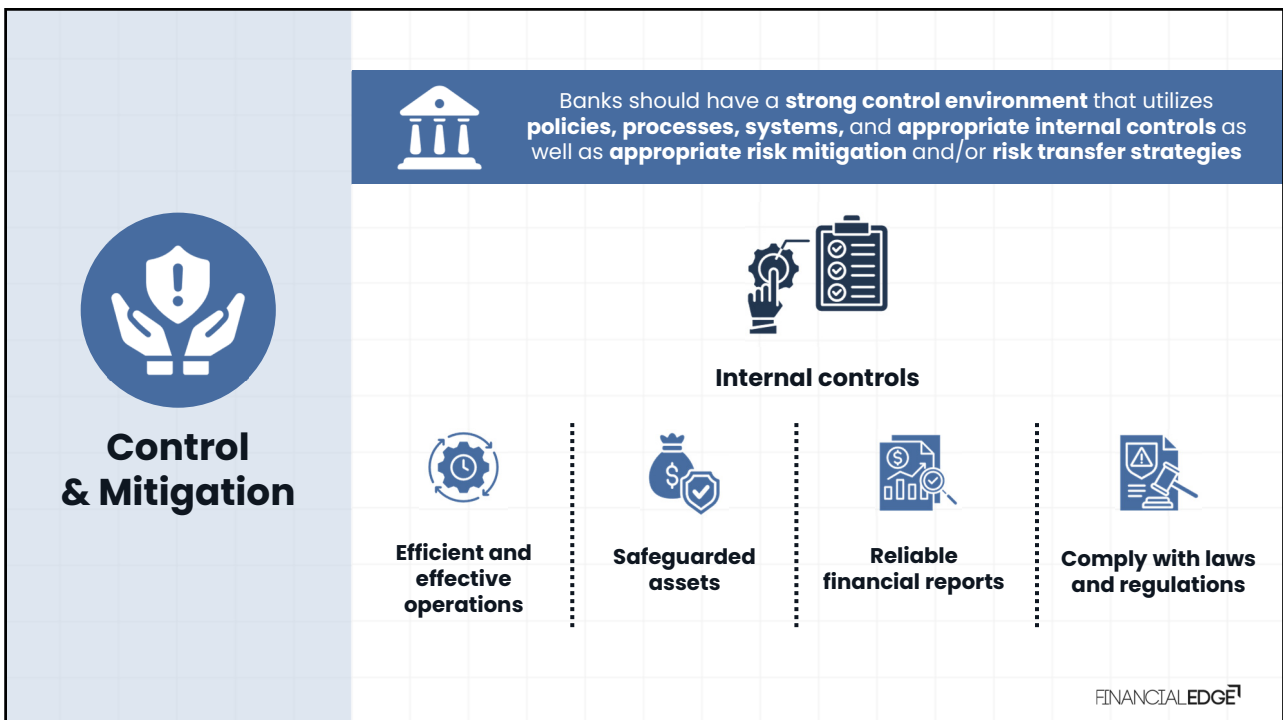 Banks should have a strong control environment that utilizes
policies, processes, systems, and appropriate internal controls as
well as appropriate risk mitigation and/or risk transfer strategies
Control
& Mitigation
Internal controls
Efficient and
effective
operations
Safeguarded
assets
Reliable
financial reports
Comply with laws
and regulations
FINANCIALEDGE